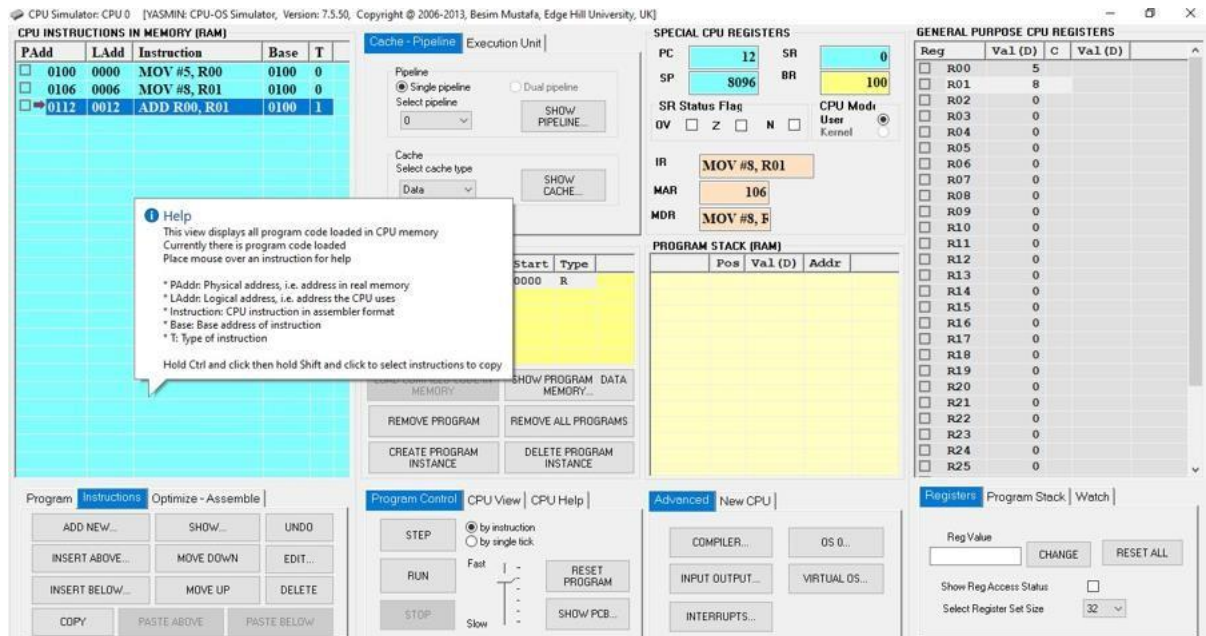 CPU Simulator: CPU 0 [YASMIN: CPU-OS Simulator, Version: 7.5.50, Copyright @ 2006-2013, Besim Mustafa, Edge Hill University, UK]
CPU INSTRUCTIONS IN MEMORY (RAM)
PAdd LAdd Instruction Base T
0100 0000 MOV #5, R00 0100 0
0106 0006 MOV #8, R01 0100 0
0112 0012 ADD R00, R01 0100 1
Help
This view displays all program code loaded in CPU memory
Currently there is program code loaded
Place mouse over an instruction for help
* PAddr: Physical address, i.e. address in real memory
* LAddr: Logical address, i.e. address the CPU uses
* Instruction: CPU instruction in assembler format
* Base: Base address of instruction
* T: Type of instruction
Hold Ctrl and click then hold Shift and click to select instructions to copy
Program Instructions Optimize - Assemble
ADD NEW... SHOW... UNDO
INSERT ABOVE... MOVE DOWN EDIT...
INSERT BELOW... MOVE UP DELETE
COPY PASTE ABOVE PASTE BELOW
Cache - Pipeline Execution Unit
Pipeline
Single pipeline Dual pipeline
Select pipeline
0
SHOW
PIPELINE...
Cache
Select cache type
Data
SHOW
CACHE...
Start Type
0000 R
MEMORY
SHOW PROGRAM DATA
MEMORY...
REMOVE PROGRAM REMOVE ALL PROGRAMS
CREATE PROGRAM
INSTANCE
DELETE PROGRAM
INSTANCE
Program Control CPU View CPU Help
STEP
by instruction
by single tick
RUN
Fast
RESET
PROGRAM
STOP
Slow
SHOW PCB...
SPECIAL CPU REGISTERS
PC 12 SR 0
SP 8096 BR 100
SR Status Flag
OV Z N
CPU Mode
User
Kernel
IR MOV #8, R01
MAR 106
MDR MOV #8, F
PROGRAM STACK (RAM)
Pos Val (D) Addr
Advanced New CPU
COMPILER... OS 0...
INPUT OUTPUT... VIRTUAL OS...
INTERRUPTS...
GENERAL PURPOSE CPU REGISTERS
Reg Val (D) C Val (D)
R00 5
R01 8
R02 0
R03 0
R04 0
R05 0
R06 0
R07 0
R08 0
R09 0
R10 0
R11 0
R12 0
R13 0
R14 0
R15 0
R16 0
R17 0
R18 0
R19 0
R20 0
R21 0
R22 0
R23 0
R24 0
R25 0
Registers Program Stack Watch
Reg Value
CHANGE RESET ALL
Show Reg Access Status
Select Register Set Size 32